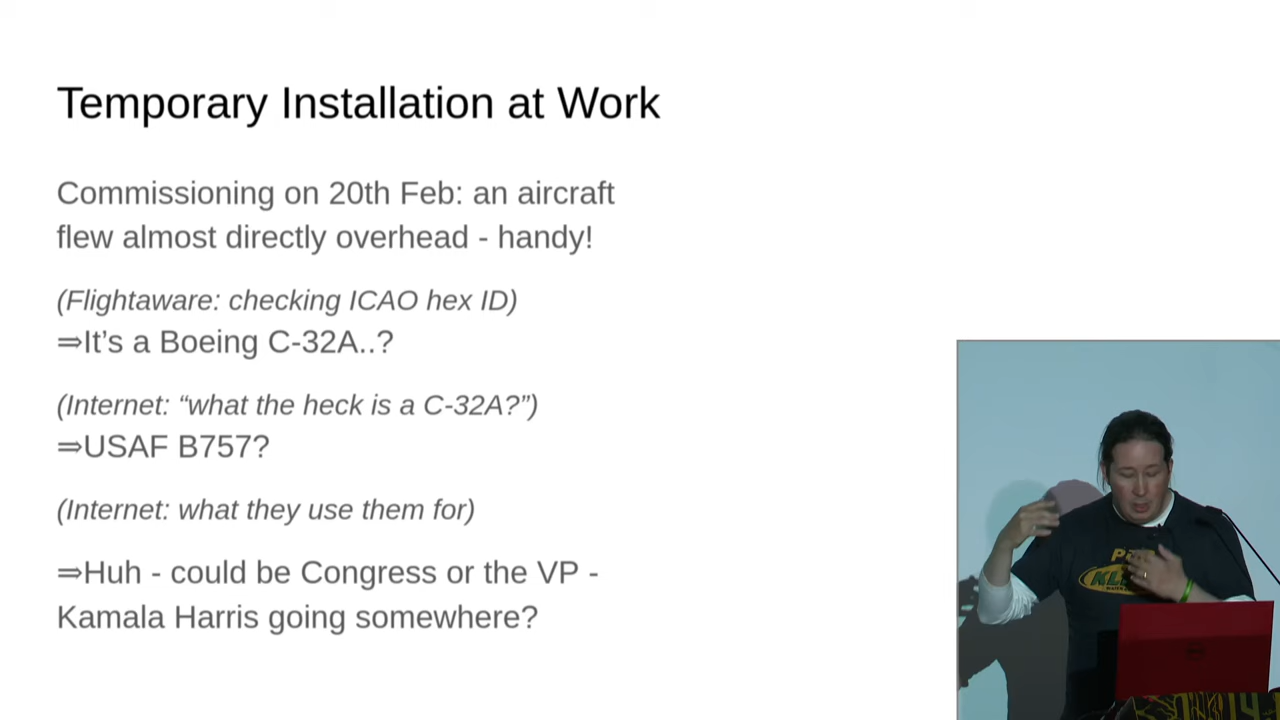 Temporary Installation at Work
Commissioning on 20th Feb: an aircraft
flew almost directly overhead - handy!
(Flightaware: checking ICAO hex ID)
⇒It’s a Boeing C-32A..?
(Internet: “what the heck is a C-32A?”)
⇒USAF B757?
(Internet: what they use them for)
⇒Huh - could be Congress or the VP -
Kamala Harris going somewhere?